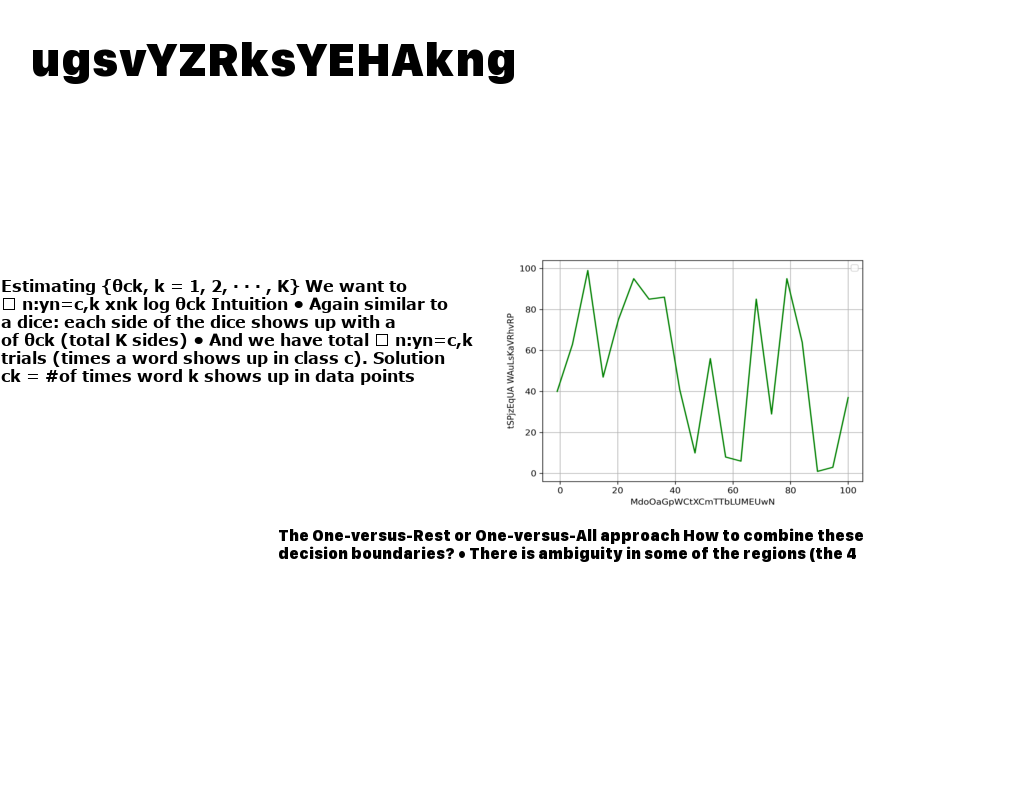 ugsvYZRksYEHAkng
Estimating {θck, k = 1, 2, · · · , K} We want to
□ n:yn=c,k xnk log θck Intuition • Again similar to
a dice: each side of the dice shows up with a
of θck (total K sides) • And we have total □ n:yn=c,k
trials (times a word shows up in class c). Solution
ck = #of times word k shows up in data points
tSPjzEqUA WAuLsKaVRhvRP
100
80
60
40
20
0
0 20 40 60 80 100
MdoOaGpWCtXCmTTbLUMEUwN
The One-versus-Rest or One-versus-All approach How to combine these
decision boundaries? • There is ambiguity in some of the regions (the 4